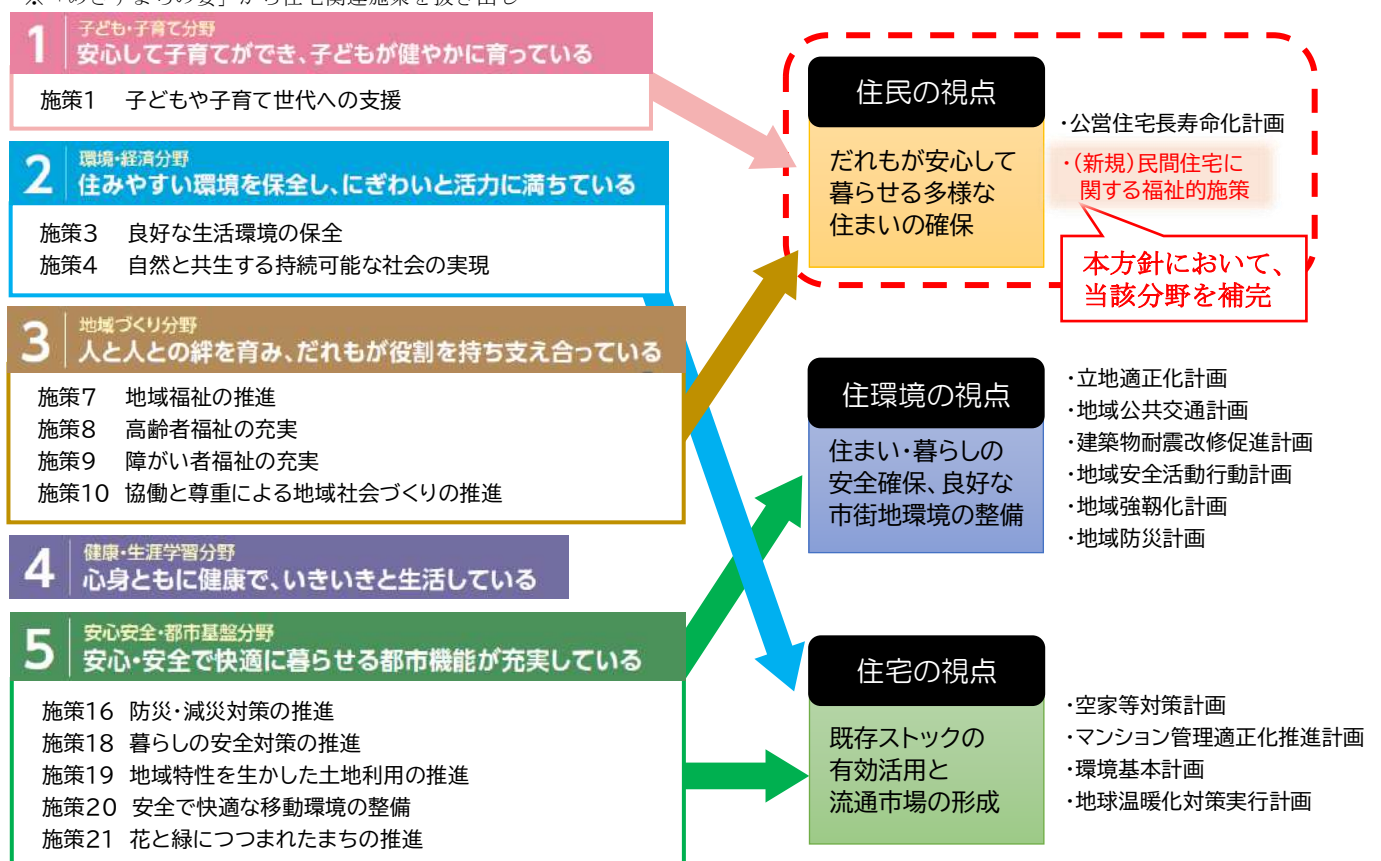 ※「めざすまちの姿」から住宅関連施策を抜き出し
1
子ども・子育て分野
安心して子育てができ、子どもが健やかに育っている
施策1 子どもや子育て世代への支援
2
環境・経済分野
住みやすい環境を保全し、にぎわいと活力に満ちている
施策3 良好な生活環境の保全
施策4 自然と共生する持続可能な社会の実現
3
地域づくり分野
人と人との絆を育み、だれもが役割を持ち支え合っている
施策7 地域福祉の推進
施策8 高齢者福祉の充実
施策9 障がい者福祉の充実
施策10 協働と尊重による地域社会づくりの推進
4
健康・生涯学習分野
心身ともに健康で、いきいきと生活している
5
安心安全・都市基盤分野
安心・安全で快適に暮らせる都市機能が充実している
施策16 防災・減災対策の推進
施策18 暮らしの安全対策の推進
施策19 地域特性を生かした土地利用の推進
施策20 安全で快適な移動環境の整備
施策21 花と緑につつまれたまちの推進
住民の視点
だれもが安心して
暮らせる多様な
住まいの確保
・公営住宅長寿命化計画
・(新規)民間住宅に
関する福祉的施策
本方針において、
当該分野を補完
住環境の視点
住まい・暮らしの
安全確保、良好な
市街地環境の整備
・立地適正化計画
・地域公共交通計画
・建築物耐震改修促進計画
・地域安全活動行動計画
・地域強靱化計画
・地域防災計画
住宅の視点
既存ストックの
有効活用と
流通市場の形成
・空家等対策計画
・マンション管理適正化推進計画
・環境基本計画
・地球温暖化対策実行計画